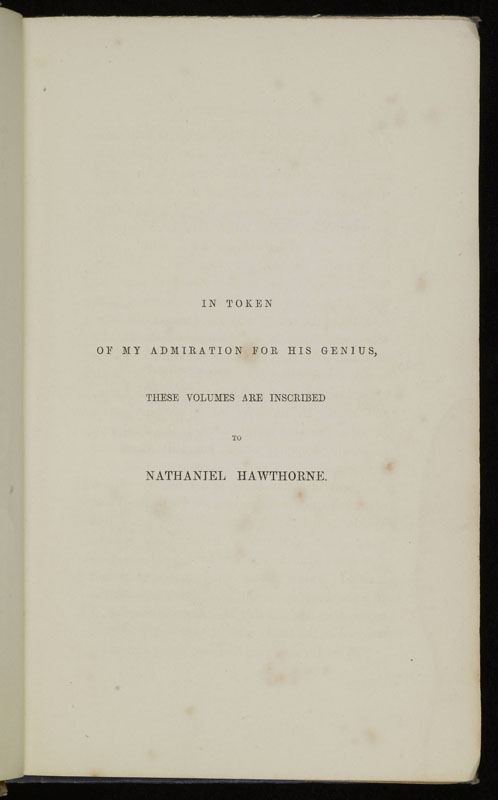 IN TOKEN
OF MY ADMIRATION FOR HIS GENIUS,
THESE VOLUMES ARE INSCRIBED
TO
NATHANIEL HAWTHORNE.